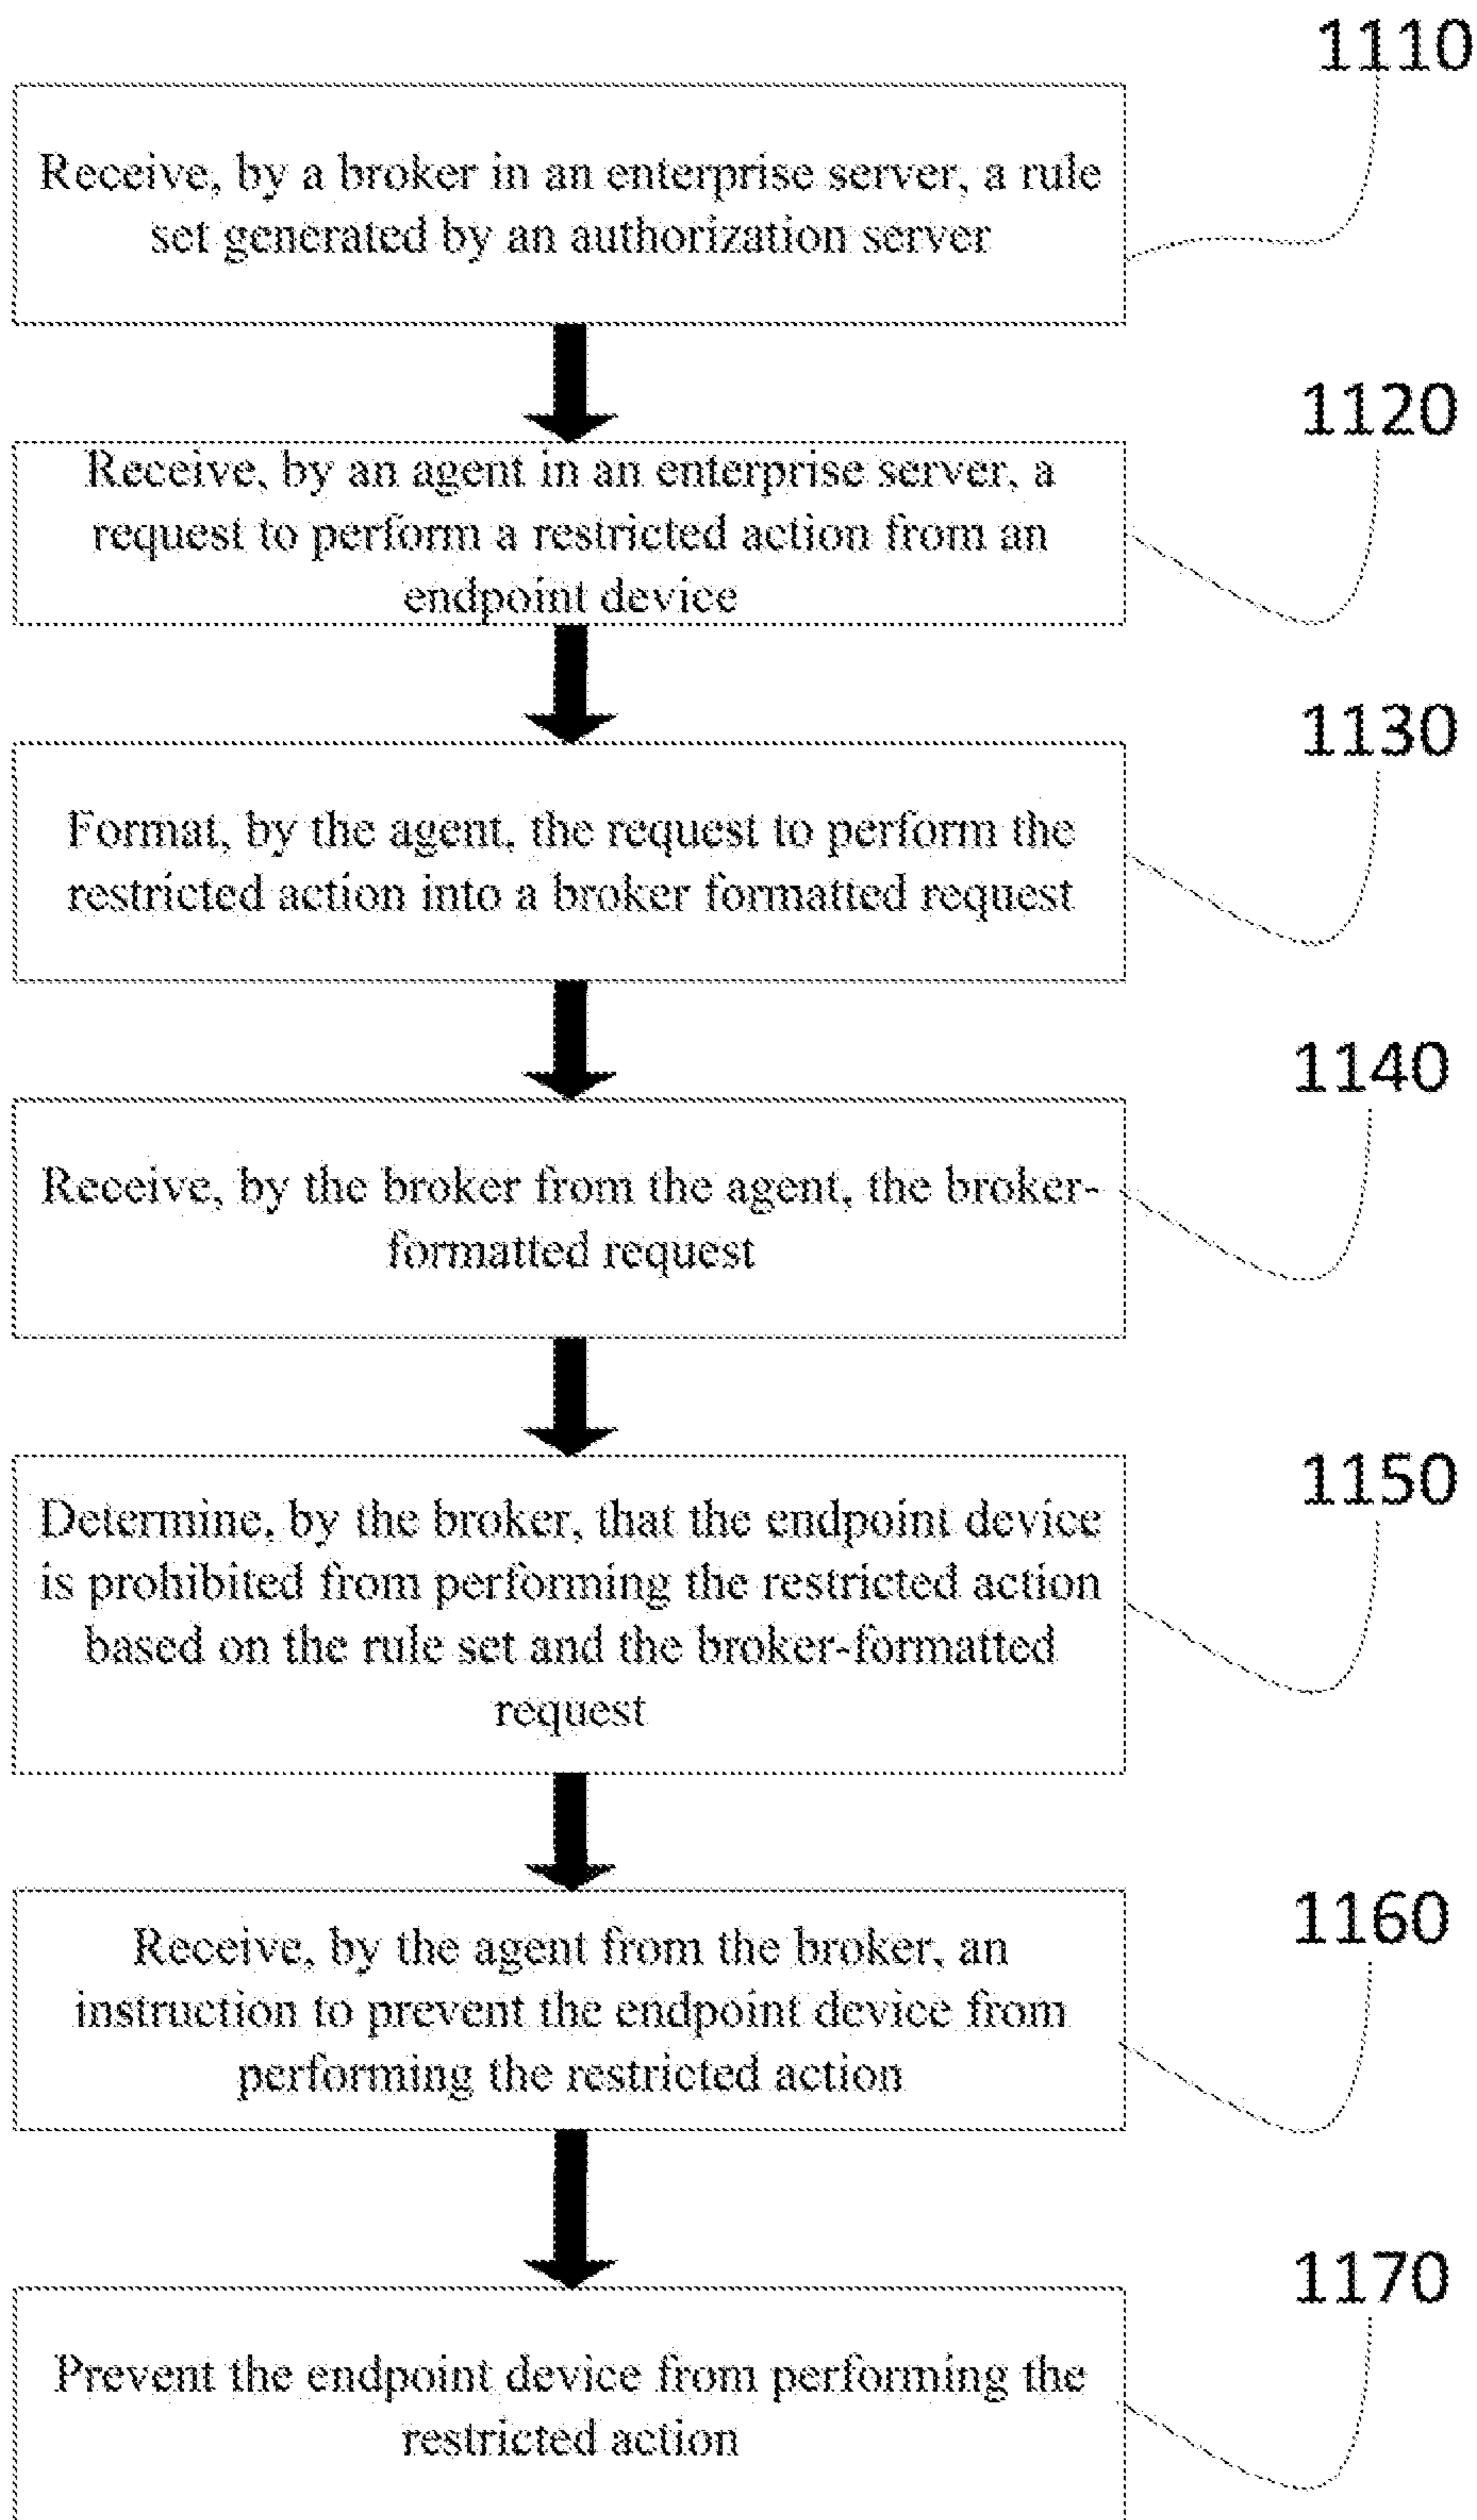 1110
Receive, by a broker in an enterprise server, a rule
set generated by an authorization server
1120
Receive, by an agent in an enterprise server, a
request to perform a restricted action from an
endpoint device
1130
Format, by the agent, the request to perform the
restricted action into a broker formatted request
1140
Receive, by the broker from the agent, the broker-
formatted request
1150
Determine, by the broker, that the endpoint device
is prohibited from performing the restricted action
based on the rule set and the broker-formatted
request
1160
Receive, by the agent from the broker, an
instruction to prevent the endpoint device from
performing the restricted action
1170
Prevent the endpoint device from performing the
restricted action